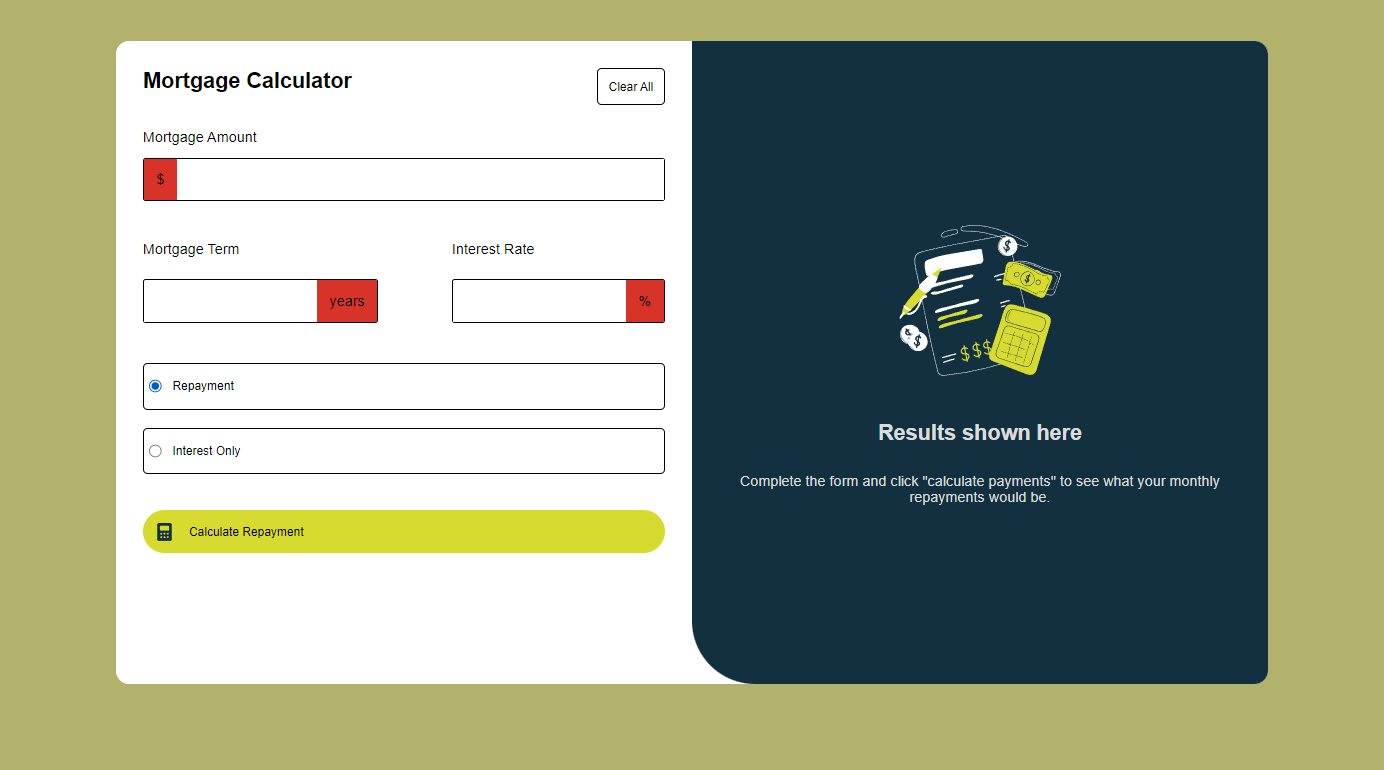 Mortgage Calculator
Clear All
Mortgage Amount
$
Mortgage Term
Interest Rate
years
%
Repayment
Interest Only
Calculate Repayment
$
$
$
$
$$$
Results shown here
Complete the form and click "calculate payments" to see what your monthly
repayments would be.